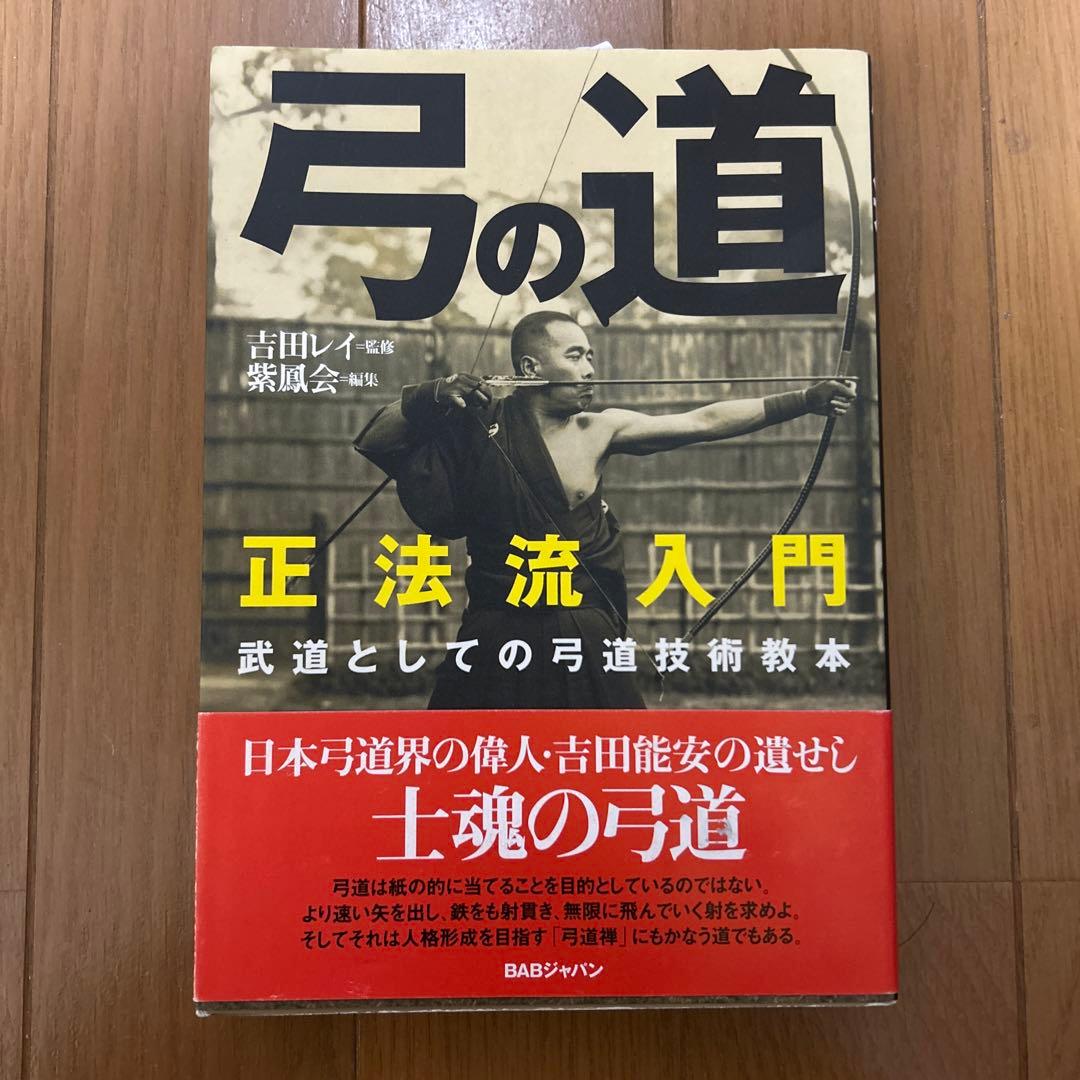 弓の道
吉田レイ=監修
紫鳳会=編集
正法流入門
武道としての弓道技術教本
日本弓道界の偉人・吉田能安の遺せし
士魂の弓道
弓道は紙の的に当てることを目的としているのではない。
より速い矢を出し、鉄をも射貫き、無限に飛んでいく射を求めよ。
そしてそれは人格形成を目指す「弓道禅」にもかなう道でもある。
BABジャパン